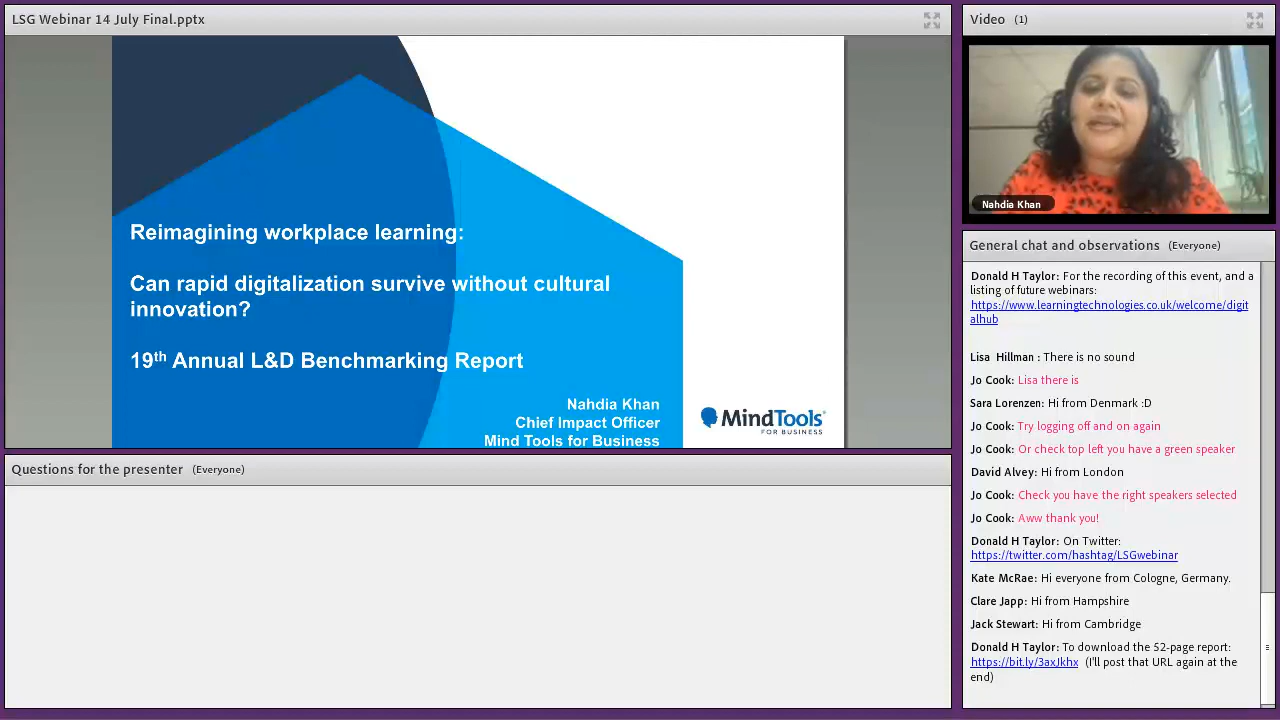 LSG Webinar 14 July Final.pptx
Reimagining workplace learning:
Can rapid digitalization survive without cultural
innovation?
19th Annual L&D Benchmarking Report
Nahdia Khan
Chief Impact Officer
Mind Tools for Business
MindTools
FOR BUSINESS
Questions for the presenter (Everyone)
Video (1)
Nahdia Khan
General chat and observations (Everyone)
Donald H Taylor: For the recording of this event, and a
listing of future webinars:
https://www.learningtechnologies.co.uk/welcome/digit
alhub
Lisa Hillman : There is no sound
Jo Cook: Lisa there is
Sara Lorenzen: Hi from Denmark :D
Jo Cook: Try logging off and on again
Jo Cook: Or check top left you have a green speaker
David Alvey: Hi from London
Jo Cook: Check you have the right speakers selected
Jo Cook: Aww thank you!
Donald H Taylor: On Twitter:
https://twitter.com/hashtag/LSGwebinar
Kate McRae: Hi everyone from Cologne, Germany.
Clare Japp: Hi from Hampshire
Jack Stewart: Hi from Cambridge
Donald H Taylor: To download the 52-page report:
https://bit.ly/3axJkhx (I'll post that URL again at the
end)